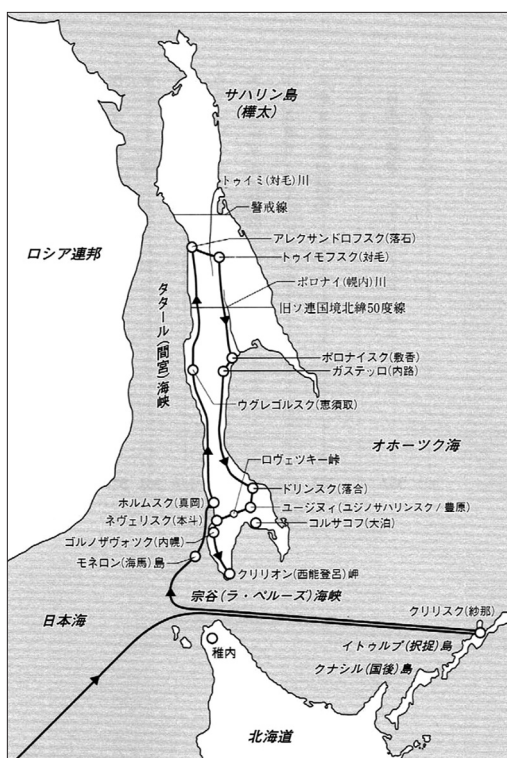 サハリン島
(樺太)
トゥイミ(対毛)川
警戒線
アレクサンドロフスク(落石)
トゥイモフスク(対毛)
ロシア連邦
ポロナイ(幌内)川
旧ソ連国境北緯50度線
タタール(間宮)海峡
ポロナイスク(敷香)
ガステッロ(内路)
ウグレゴルスク(恵須取)
オホーツク海
ロヴェツキー峠
ドリンスク(落合)
ホルムスク(真岡)
ユージヌィ(ユジノサハリンスク/豊原)
ネヴェリスク(本斗)
コルサコフ(大泊)
ゴルノザヴォツク(内幌)
モネロン(海馬)島
クリリオン(西能登呂)岬
宗谷(ラ・ペルーズ)海峡
クリリスク(紗那)
日本海
イトゥルプ(択捉)島
稚内
クナシル(国後)島
北海道